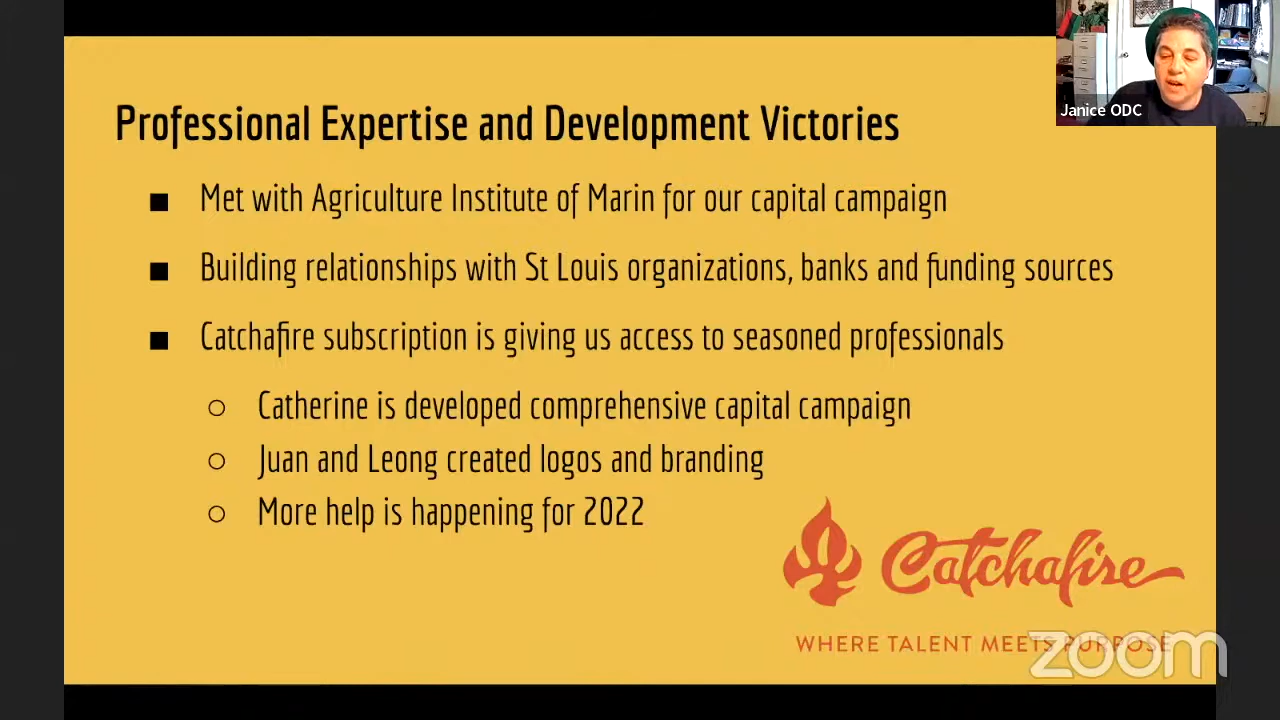 Janice ODC
Professional Expertise and Development Victories
■ Met with Agriculture Institute of Marin for our capital campaign
■ Building relationships with St Louis organizations, banks and funding sources
■ Catchafire subscription is giving us access to seasoned professionals
○ Catherine is developed comprehensive capital campaign
○ Juan and Leong created logos and branding
○ More help is happening for 2022
Catchafire
WHERE TALENT MEETS PURPOSE
zoom